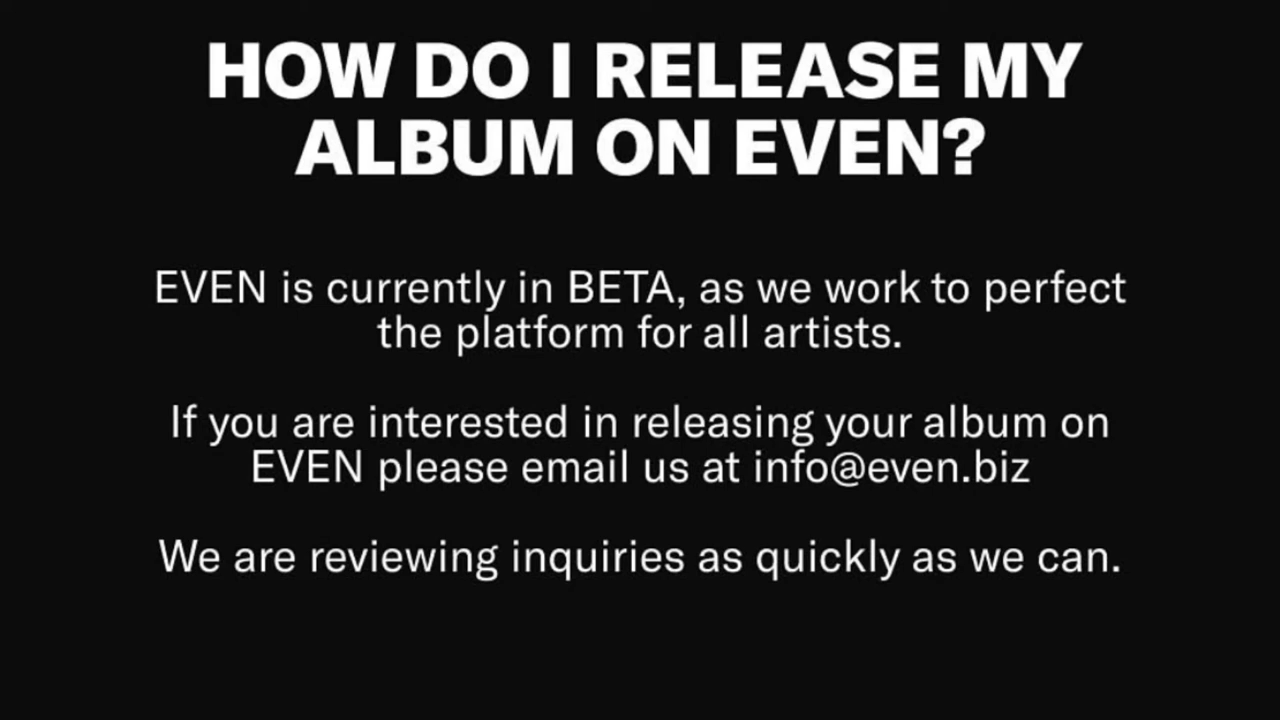 HOW DO I RELEASE MY
ALBUM ON EVEN?
EVEN is currently in BETA, as we work to perfect
the platform for all artists.
If you are interested in releasing your album on
EVEN please email us at info@even.biz
We are reviewing inquiries as quickly as we can.